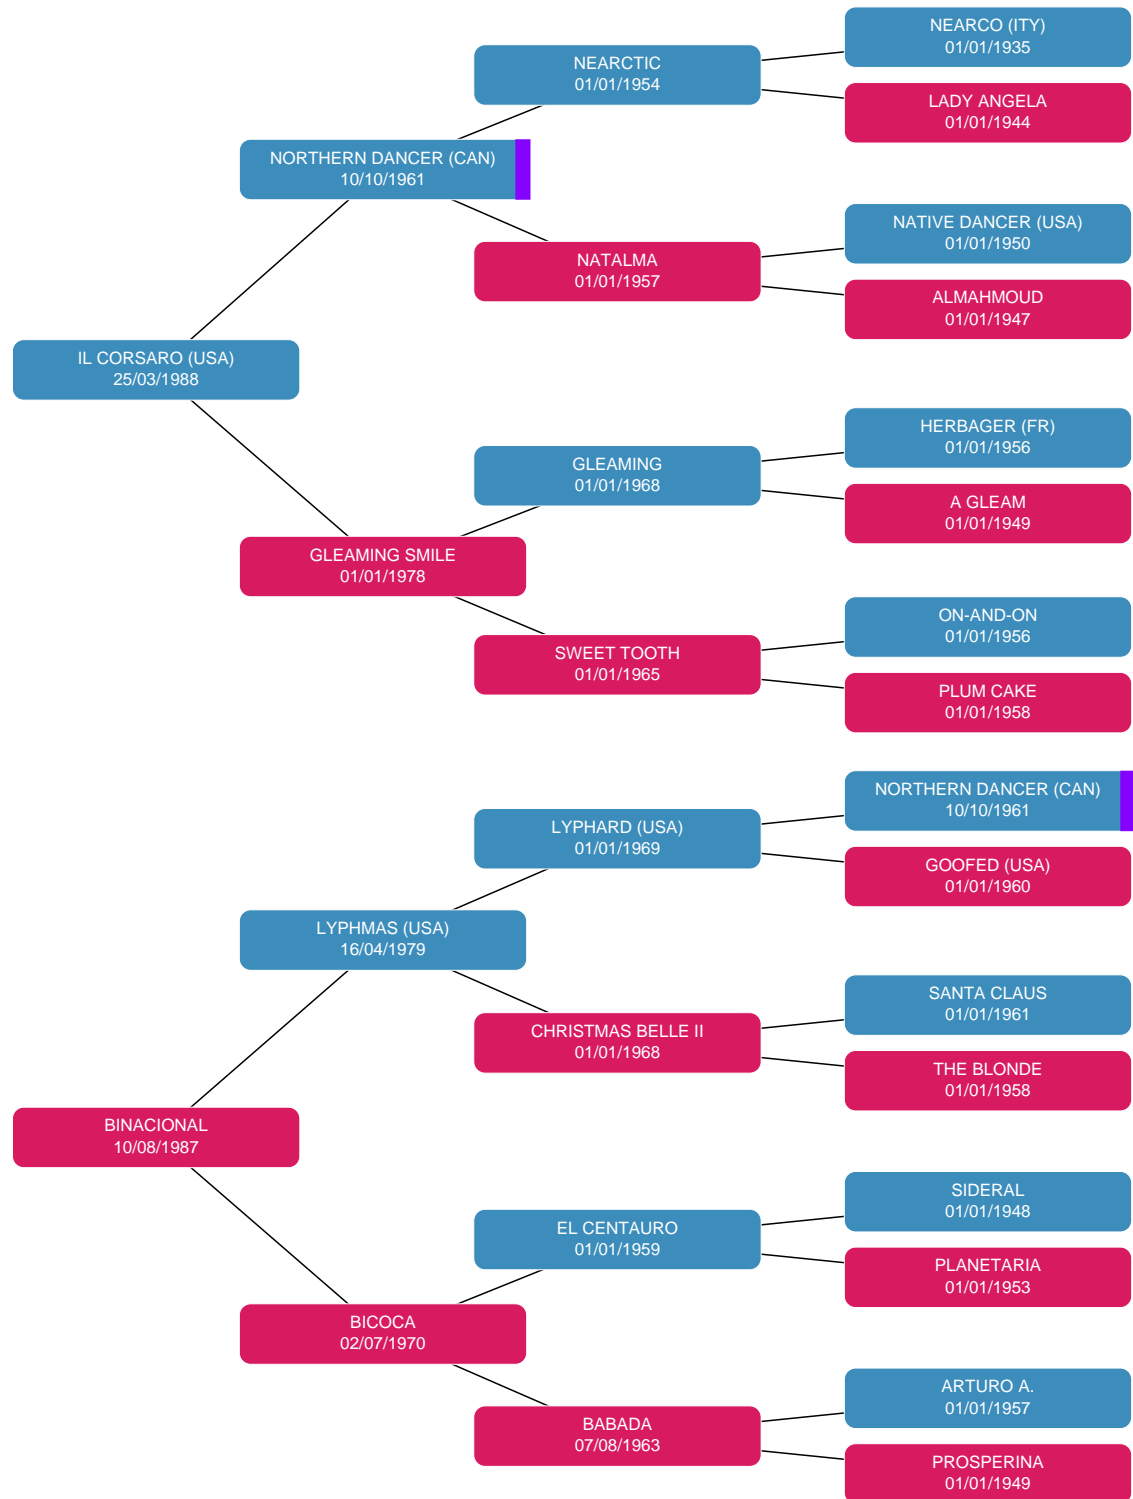 NEARCO (ITY)
01/01/1935
NEARCTIC
01/01/1954
LADY ANGELA
01/01/1944
NORTHERN DANCER (CAN)
10/10/1961
NATIVE DANCER (USA)
01/01/1950
NATALMA
01/01/1957
ALMAHMOUD
01/01/1947
IL CORSARO (USA)
25/03/1988
HERBAGER (FR)
01/01/1956
GLEAMING
01/01/1968
A GLEAM
01/01/1949
GLEAMING SMILE
01/01/1978
ON-AND-ON
01/01/1956
SWEET TOOTH
01/01/1965
PLUM CAKE
01/01/1958
NORTHERN DANCER (CAN)
10/10/1961
LYPHARD (USA)
01/01/1969
GOOFED (USA)
01/01/1960
LYPHMAS (USA)
16/04/1979
SANTA CLAUS
01/01/1961
CHRISTMAS BELLE II
01/01/1968
THE BLONDE
01/01/1958
BINACIONAL
10/08/1987
SIDERAL
01/01/1948
EL CENTAURO
01/01/1959
PLANETARIA
01/01/1953
BICOCA
02/07/1970
ARTURO A.
01/01/1957
BABADA
07/08/1963
PROSPERINA
01/01/1949